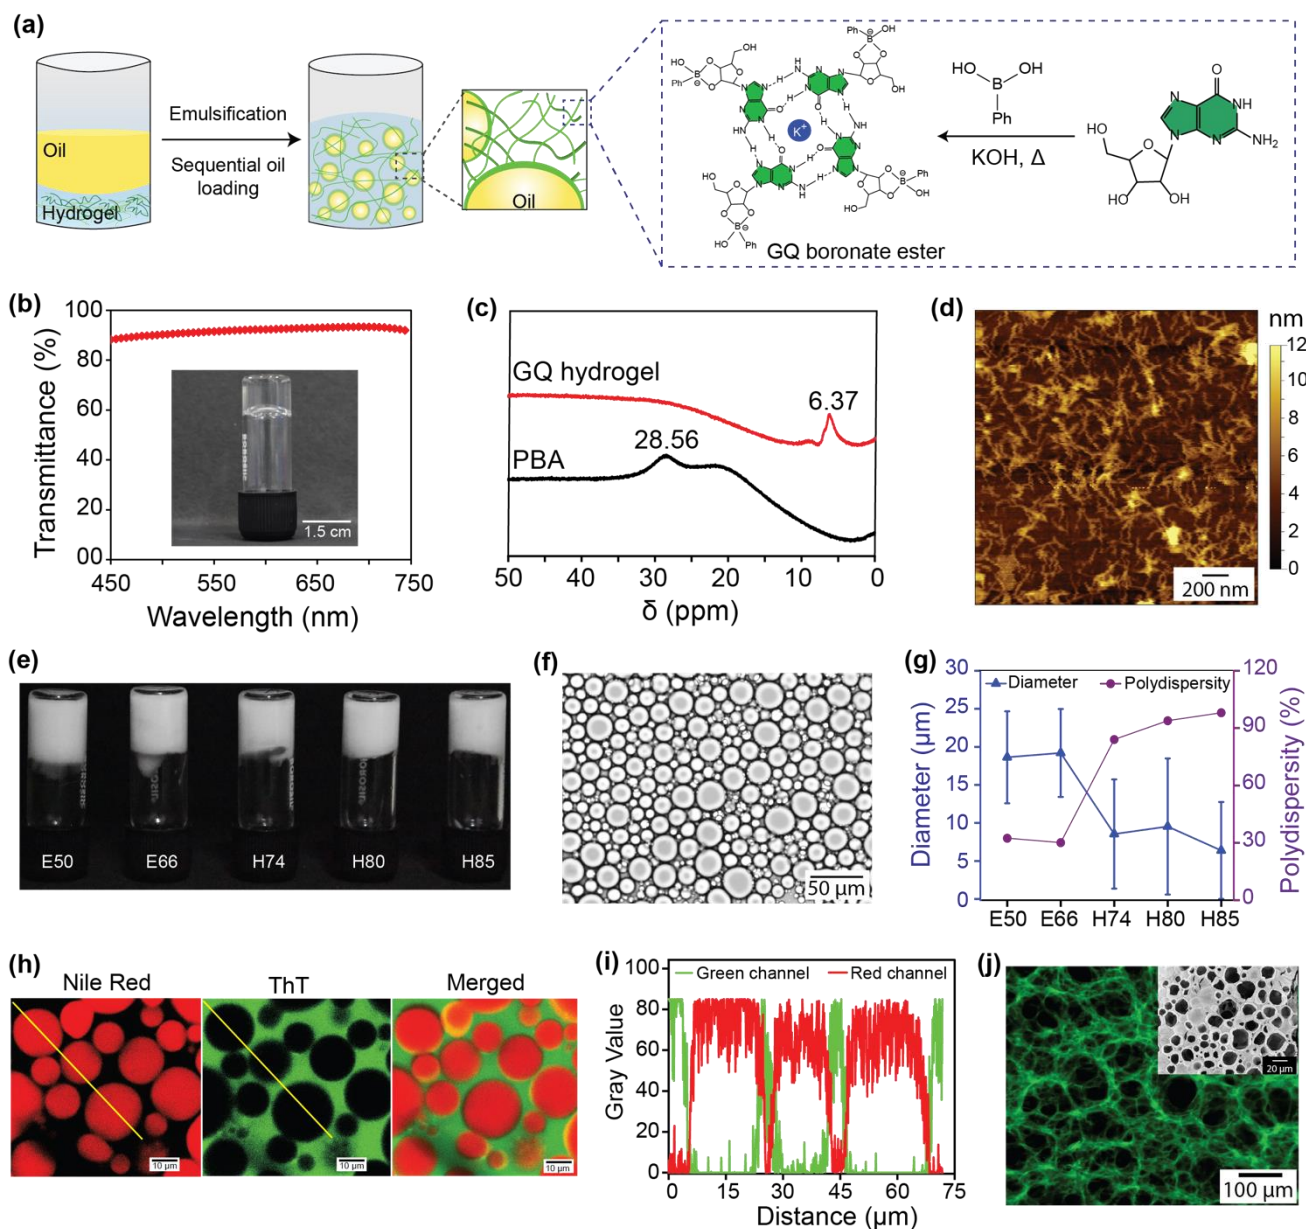 (a)
Oil
Hydrogel
Emulsification
Sequential oil
loading
Oil
OH
HO
B
Ph
O
N
NH
H
K⁺
GQ boronate ester
HO
OH
B
Ph
KOH, Δ
O
N
NH
N
N
NH₂
HO
O
HO
OH
(b)
Transmittance (%)
100
80
60
40
20
00
450
550
650
750
Wavelength (nm)
BOROSIL
1.5 cm
(c)
GQ hydrogel
6.37
28.56
PBA
50
40
30
20
10
0
δ (ppm)
(d)
nm
12
10
8
6
4
2
0
200 nm
(e)
E50
E66
H74
H80
H85
(f)
50 µm
(g)
Diameter
Polydispersity
Diameter (µm)
30
25
20
15
10
5
0
Polydispersity (%)
120
90
60
30
0
E50
E66
H74
H80
H85
(h)
Nile Red
ThT
Merged
10 µm
10 µm
10 µm
(i)
Green channel
Red channel
Gray Value
100
80
60
40
20
0
0
15
30
45
60
75
Distance (µm)
(j)
20 µm
100 µm